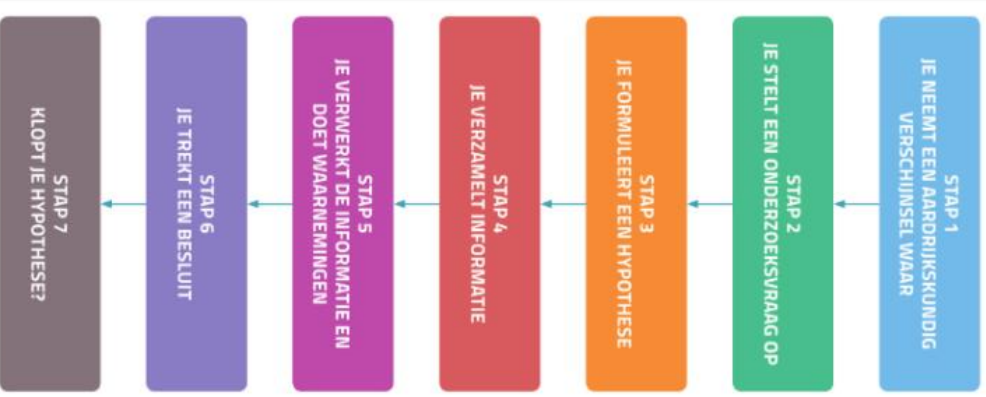 STAP 1
JE NEEMT EEN AARDRIJKSKUNDIG
VERSCHIJNSEL WAAR
STAP 2
JE STELT EEN ONDERZOEKSVRAAG OP
STAP 3
JE FORMULEERT EEN HYPOTHESE
STAP 4
JE VERZAMELT INFORMATIE
STAP 5
JE VERWERKT DE INFORMATIE EN
DOET WAARNEMINGEN
STAP 6
JE TREKT EEN BESLUIT
STAP 7
KLOPT JE HYPOTHESE?